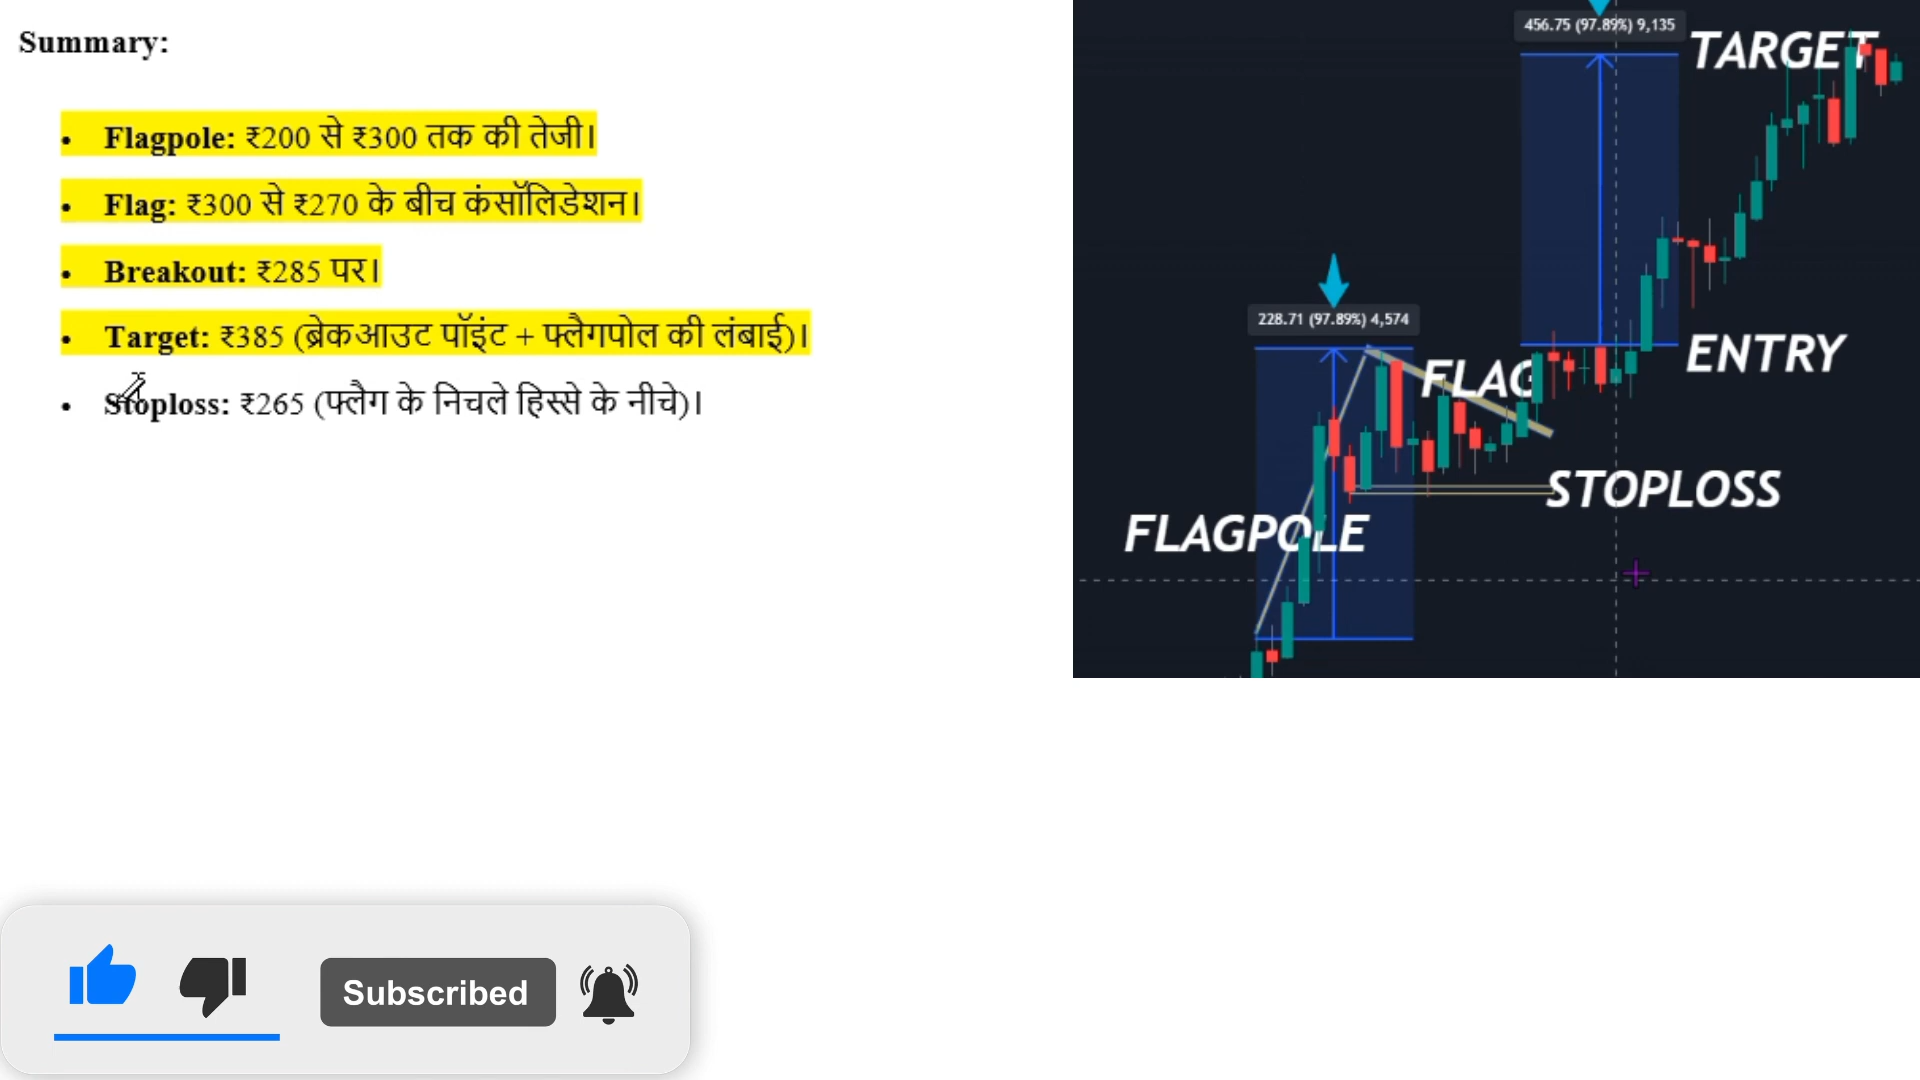 Summary:
• Flagpole: ₹200 से ₹300 तक की तेजी।
• Flag: ₹300 से ₹270 के बीच कंसॉलिडेशन।
• Breakout: ₹285 पर।
• Target: ₹385 (ब्रेकआउट पॉइंट + फ्लैगपोल की लंबाई)।
• Stoploss: ₹265 (फ्लैग के निचले हिस्से के नीचे)।
456.75 (97.89%) 9,135
TARGET
228.71 (97.89%) 4,574
ENTRY
FLAG
STOPLOSS
FLAGPOLE
Subscribed